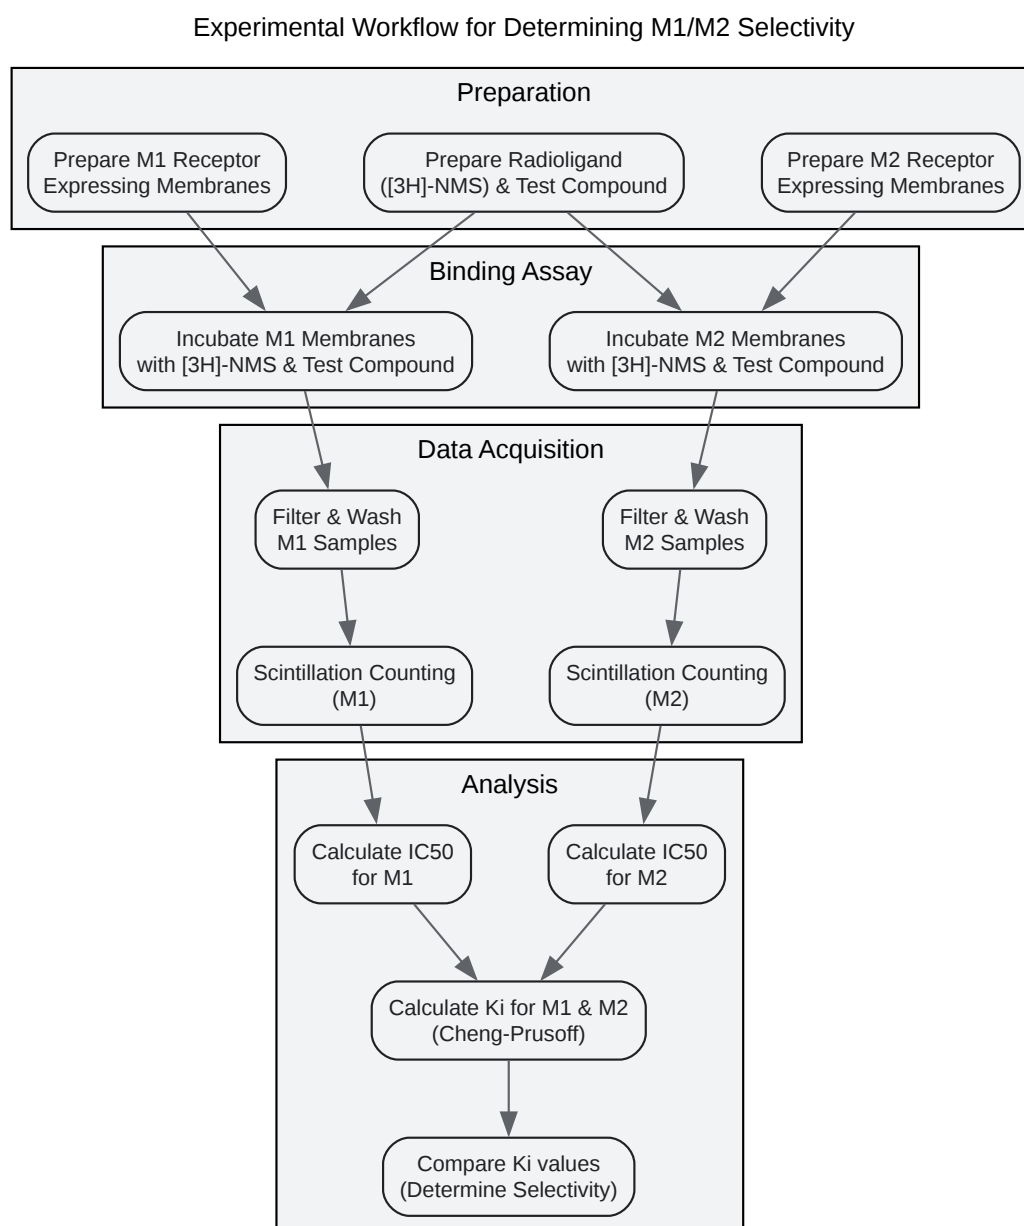 Experimental Workflow for Determining M1/M2 Selectivity
Preparation
Prepare M1 Receptor
Expressing Membranes
Prepare Radioligand
([3H]-NMS) & Test Compound
Prepare M2 Receptor
Expressing Membranes
Binding Assay
Incubate M1 Membranes
with [3H]-NMS & Test Compound
Incubate M2 Membranes
with [3H]-NMS & Test Compound
Data Acquisition
Filter & Wash
M1 Samples
Filter & Wash
M2 Samples
Scintillation Counting
(M1)
Scintillation Counting
(M2)
Analysis
Calculate IC50
for M1
Calculate IC50
for M2
Calculate Ki for M1 & M2
(Cheng-Prusoff)
Compare Ki values
(Determine Selectivity)